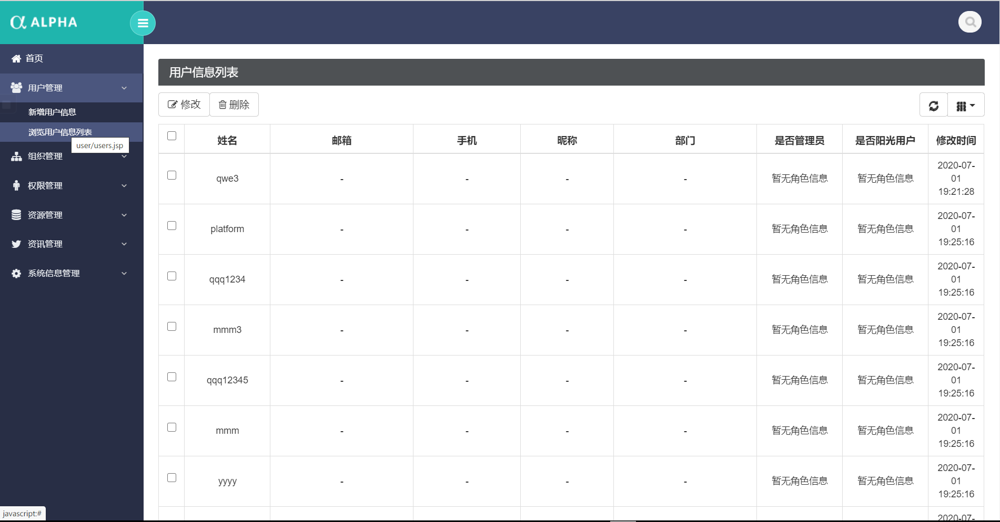 α ALPHA
首页
用户管理
新增用户信息
浏览用户信息列表
user/users.jsp
组织管理
权限管理
资源管理
资讯管理
系统信息管理
javascript:#
用户信息列表
修改 删除
姓名 邮箱 手机 昵称 部门 是否管理员 是否阳光用户 修改时间
qwe3 - - - - 暂无角色信息 暂无角色信息 2020-07-
01
19:21:28
platform - - - - 暂无角色信息 暂无角色信息 2020-07-
01
19:25:16
qqq1234 - - - - 暂无角色信息 暂无角色信息 2020-07-
01
19:25:16
mmm3 - - - - 暂无角色信息 暂无角色信息 2020-07-
01
19:25:16
qqq12345 - - - - 暂无角色信息 暂无角色信息 2020-07-
01
19:25:16
mmm - - - - 暂无角色信息 暂无角色信息 2020-07-
01
19:25:16
yyyy - - - - 暂无角色信息 暂无角色信息 2020-07-
01
19:25:16
2020-07-